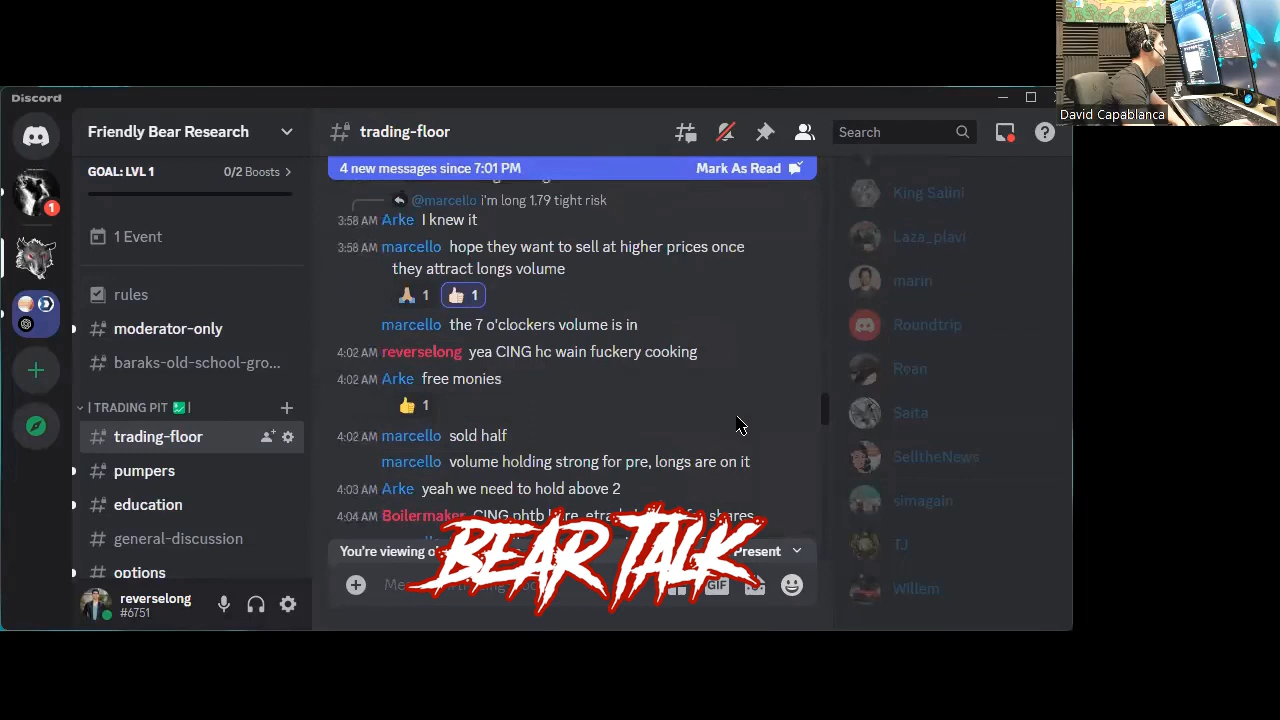 David Capablanca
Discord
Friendly Bear Research
GOAL: LVL 1
0/2 Boosts
1
1 Event
rules
moderator-only
baraks-old-school-gro...
| TRADING PIT 💹 |
trading-floor
pumpers
education
general-discussion
options
reverselong
#6751
trading-floor
Search
4 new messages since 7:01 PM
Mark As Read
@marcello i'm long 1.79 tight risk
3:58 AM Arke I knew it
3:58 AM marcello hope they want to sell at higher prices once
they attract longs volume
🙏🏼 1 👍🏻 1
marcello the 7 o'clockers volume is in
4:02 AM reverselong yea CING hc wain fuckery cooking
4:02 AM Arke free monies
👍 1
4:02 AM marcello sold half
marcello volume holding strong for pre, longs are on it
4:03 AM Arke yeah we need to hold above 2
4:04 AM Boilermaker CING phtb here, shares
You're viewing
Present
BEAR TALK
GIF
King Salini
Laza_plavi
marin
Roundtrip
Ryan
Saita
SelltheNews
simagain
TJ
Willem